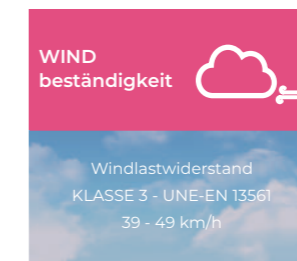 WIND
beständigkeit
Windlastwiderstand
KLASSE 3 - UNE-EN 13561
39 - 49 km/h